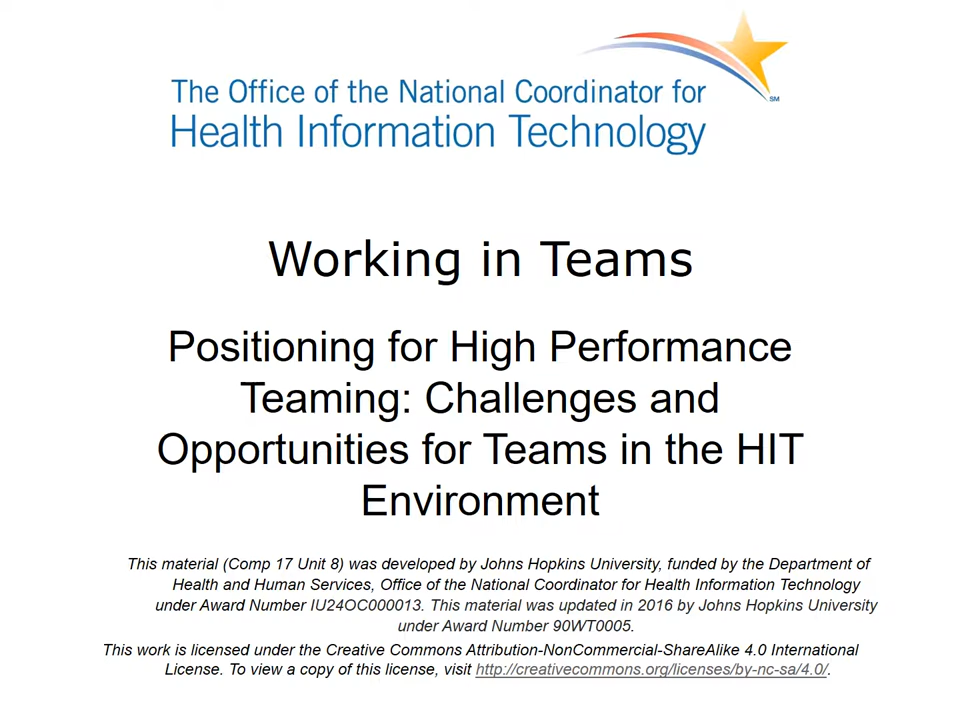 The Office of the National Coordinator for
Health Information Technology
SM
Working in Teams
Positioning for High Performance
Teaming: Challenges and
Opportunities for Teams in the HIT
Environment
This material (Comp 17 Unit 8) was developed by Johns Hopkins University, funded by the Department of
Health and Human Services, Office of the National Coordinator for Health Information Technology
under Award Number IU24OC000013. This material was updated in 2016 by Johns Hopkins University
under Award Number 90WT0005.
This work is licensed under the Creative Commons Attribution-NonCommercial-ShareAlike 4.0 International
License. To view a copy of this license, visit http://creativecommons.org/licenses/by-nc-sa/4.0/.